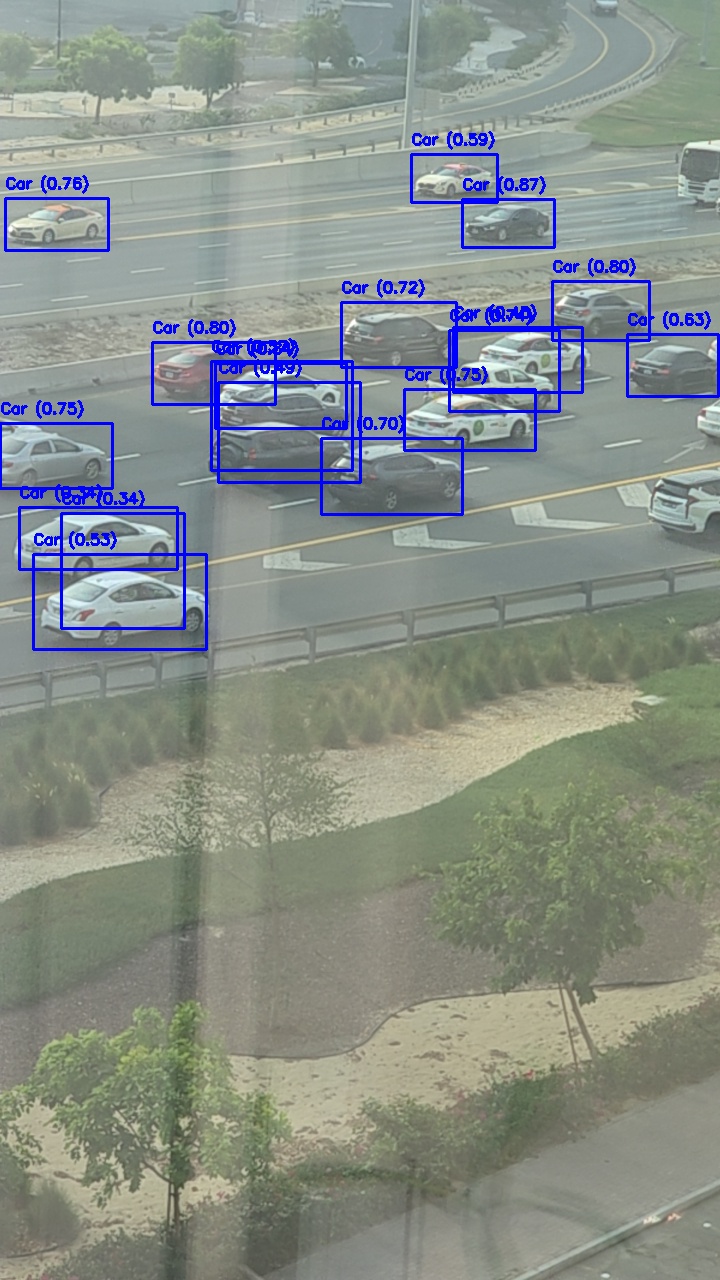 Car (0.59)
Car (0.76)
Car (0.87)
Car (0.80)
Car (0.72)
Car (0.63)
Car (0.80)
Car (0.49)
Car (0.75)
Car (0.75)
Car (0.70)
Car (0.34)
Car (0.53)